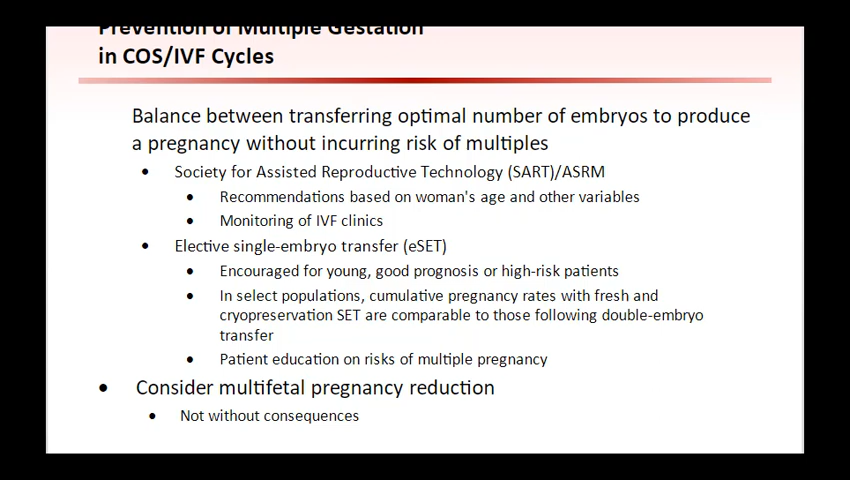 Prevention of Multiple Gestation
in COS/IVF Cycles
Balance between transferring optimal number of embryos to produce
a pregnancy without incurring risk of multiples
• Society for Assisted Reproductive Technology (SART)/ASRM
• Recommendations based on woman's age and other variables
• Monitoring of IVF clinics
• Elective single-embryo transfer (eSET)
• Encouraged for young, good prognosis or high-risk patients
• In select populations, cumulative pregnancy rates with fresh and
cryopreservation SET are comparable to those following double-embryo
transfer
• Patient education on risks of multiple pregnancy
• Consider multifetal pregnancy reduction
• Not without consequences